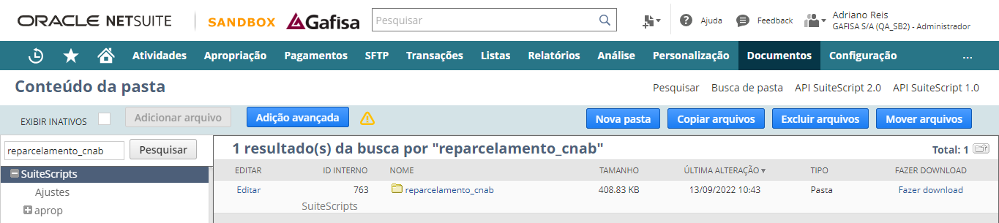 ORACLE NETSUITE SANDBOX Gafisa Pesquisar Ajuda Feedback Adriano Reis
GAFISA S/A (QA_SB2) - Administrador
Atividades Apropriação Pagamentos SFTP Transações Listas Relatórios Análise Personalização Documentos Configuração ...
Conteúdo da pasta Pesquisar Busca de pasta API SuiteScript 2.0 API SuiteScript 1.0
EXIBIR INATIVOS Adicionar arquivo Adição avançada Nova pasta Copiar arquivos Excluir arquivos Mover arquivos
reparcelamento_cnab Pesquisar 1 resultado(s) da busca por "reparcelamento_cnab" Total: 1
SuiteScripts EDITAR ID INTERNO NOME TAMANHO ÚLTIMA ALTERAÇÃO ▼ TIPO FAZER DOWNLOAD
Ajustes Editar 763 reparcelamento_cnab 408.83 KB 13/09/2022 10:43 Pasta Fazer download
aprop SuiteScripts